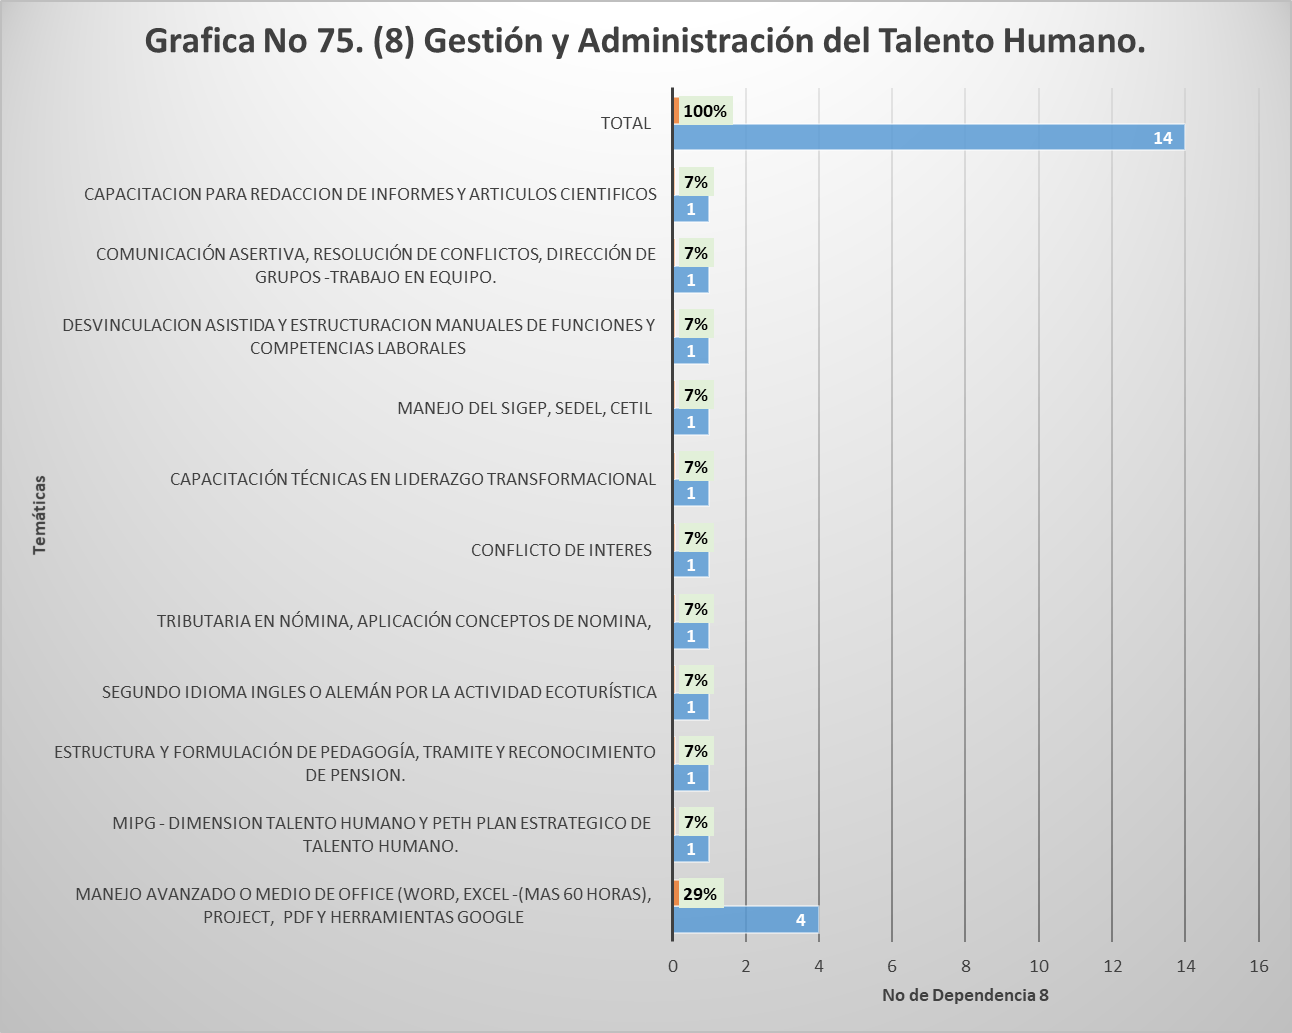 Grafica No 75. (8) Gestión y Administración del Talento Humano.
TOTAL
100%
14
CAPACITACION PARA REDACCION DE INFORMES Y ARTICULOS CIENTIFICOS
7%
1
COMUNICACIÓN ASERTIVA, RESOLUCIÓN DE CONFLICTOS, DIRECCIÓN DE
GRUPOS -TRABAJO EN EQUIPO.
7%
1
DESVINCULACION ASISTIDA Y ESTRUCTURACION MANUALES DE FUNCIONES Y
COMPETENCIAS LABORALES
7%
1
MANEJO DEL SIGEP, SEDEL, CETIL
7%
1
CAPACITACIÓN TÉCNICAS EN LIDERAZGO TRANSFORMACIONAL
7%
1
CONFLICTO DE INTERES
7%
1
TRIBUTARIA EN NÓMINA, APLICACIÓN CONCEPTOS DE NOMINA,
7%
1
SEGUNDO IDIOMA INGLES O ALEMÁN POR LA ACTIVIDAD ECOTURÍSTICA
7%
1
ESTRUCTURA Y FORMULACIÓN DE PEDAGOGÍA, TRAMITE Y RECONOCIMIENTO
DE PENSION.
7%
1
MIPG - DIMENSION TALENTO HUMANO Y PETH PLAN ESTRATEGICO DE
TALENTO HUMANO.
7%
1
MANEJO AVANZADO O MEDIO DE OFFICE (WORD, EXCEL -(MAS 60 HORAS),
PROJECT,  PDF Y HERRAMIENTAS GOOGLE
29%
4
Temáticas
0 2 4 6 8 10 12 14 16
No de Dependencia 8